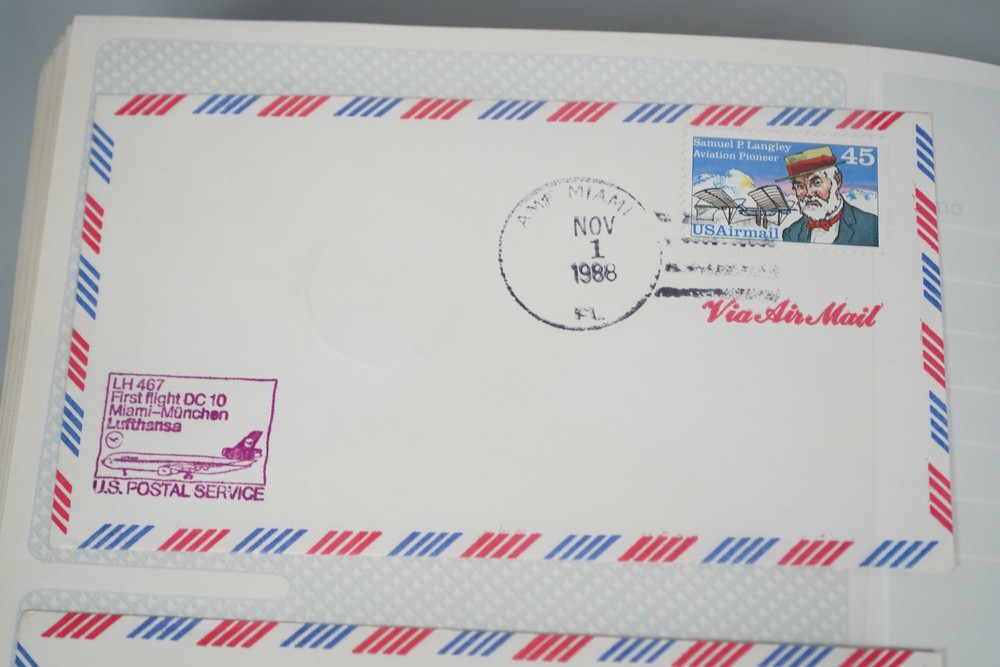 Samuel P. Langley
Aviation Pioneer
45
USAirmail
AMF MIAMI
NOV
1
1988
FL
Via Air Mail
LH 467
First flight DC 10
Miami–München
Lufthansa
U.S. POSTAL SERVICE